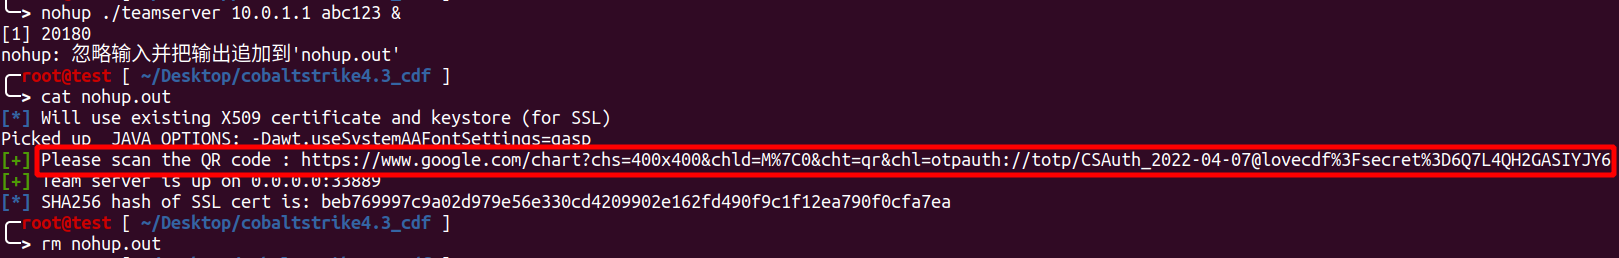 > nohup ./teamserver 10.0.1.1 abc123 &
[1] 20180
nohup: 忽略输入并把输出追加到'nohup.out'
root@test [ ~/Desktop/cobaltstrike4.3_cdf ]
> cat nohup.out
[*] Will use existing X509 certificate and keystore (for SSL)
Picked up _JAVA_OPTIONS: -Dawt.useSystemAAFontSettings=gasp
[+] Please scan the QR code : https://www.google.com/chart?chs=400x400&chld=M%7C0&cht=qr&chl=otpauth://totp/CSAuth_2022-04-07@lovecdf%3Fsecret%3D6Q7L4QH2GASIYJY6
[+] Team server is up on 0.0.0.0:33889
[*] SHA256 hash of SSL cert is: beb769997c9a02d979e56e330cd4209902e162fd490f9c1f12ea790f0cfa7ea
root@test [ ~/Desktop/cobaltstrike4.3_cdf ]
> rm nohup.out